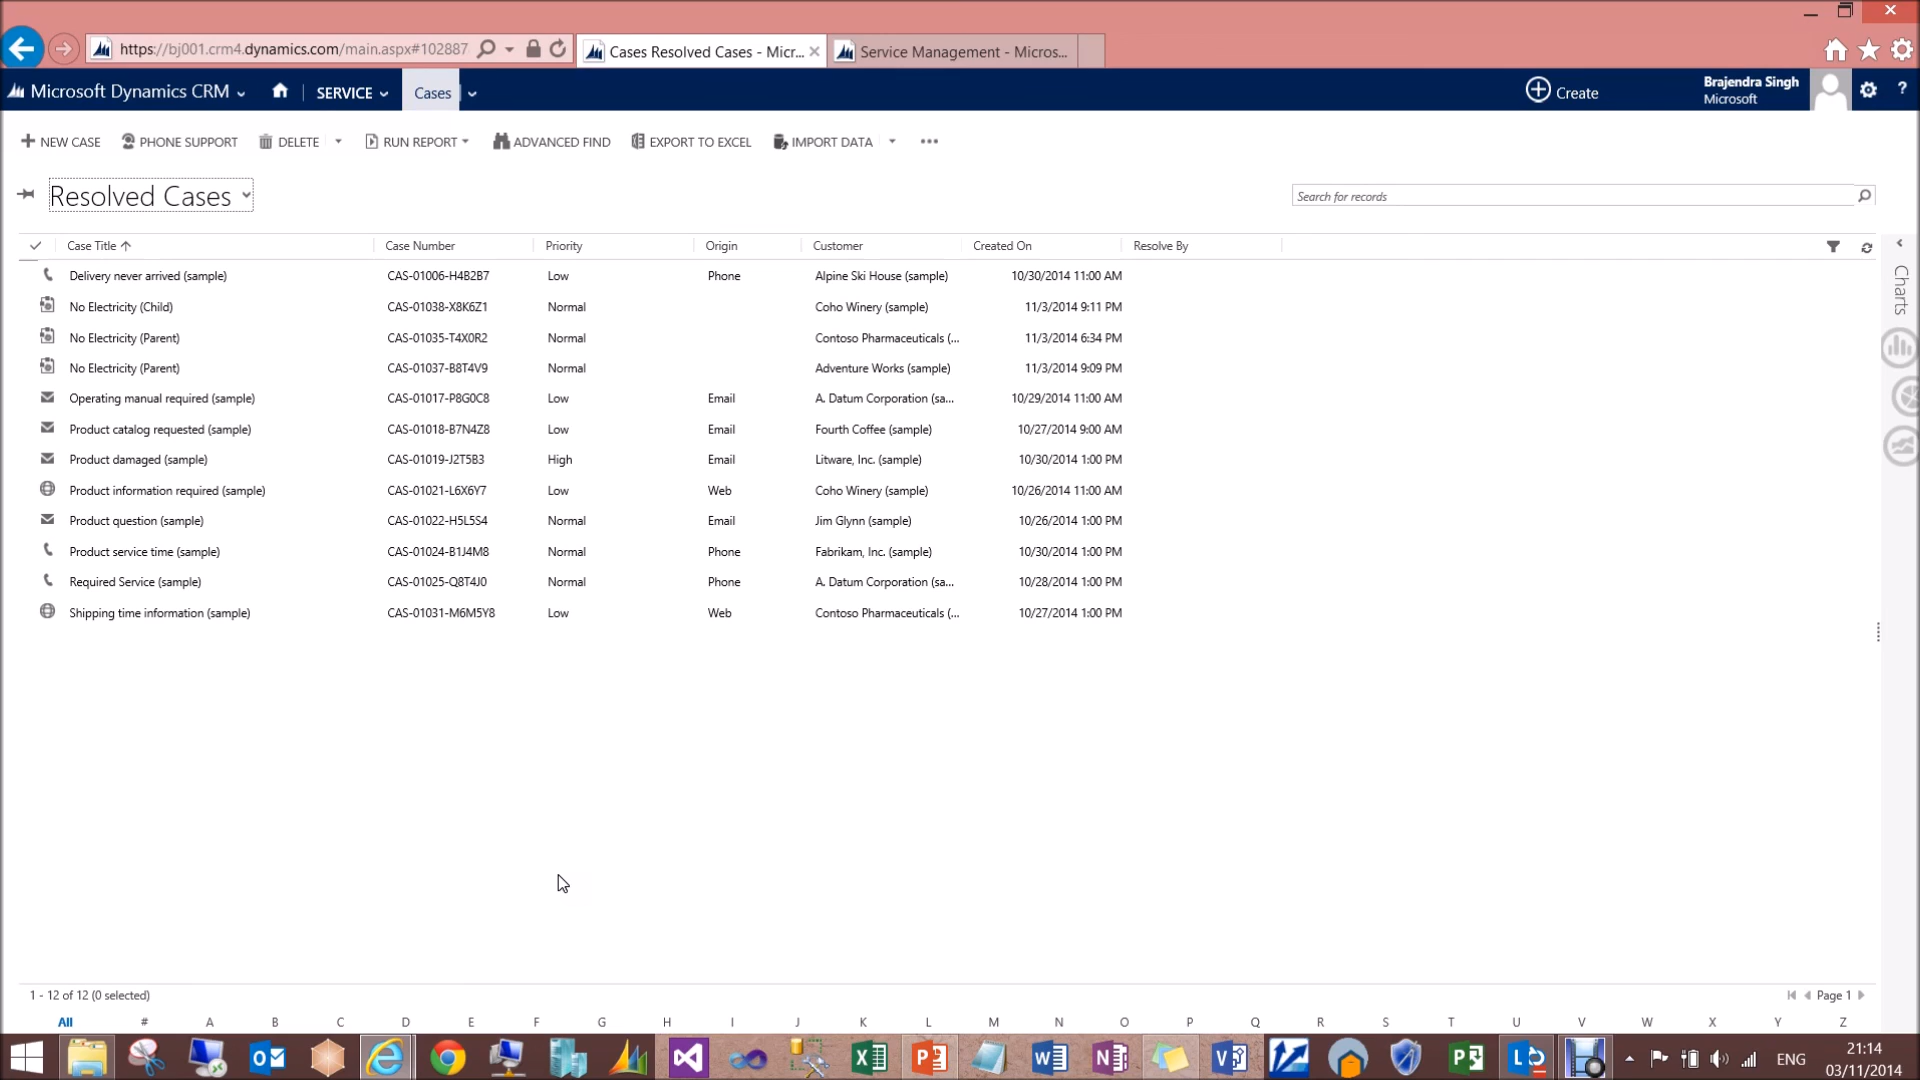 https://bj001.crm4.dynamics.com/main.aspx#102887
Cases Resolved Cases - Micr...
Service Management - Micros...
Microsoft Dynamics CRM
SERVICE
Cases
Create
Brajendra Singh
Microsoft
?
NEW CASE
PHONE SUPPORT
DELETE
RUN REPORT
ADVANCED FIND
EXPORT TO EXCEL
IMPORT DATA
Resolved Cases
Search for records
Case Title Case Number Priority Origin Customer Created On Resolve By
Charts
Delivery never arrived (sample) CAS-01006-H4B2B7 Low Phone Alpine Ski House (sample) 10/30/2014 11:00 AM
No Electricity (Child) CAS-01038-X8K6Z1 Normal Coho Winery (sample) 11/3/2014 9:11 PM
No Electricity (Parent) CAS-01035-T4X0R2 Normal Contoso Pharmaceuticals (... 11/3/2014 6:34 PM
No Electricity (Parent) CAS-01037-B8T4V9 Normal Adventure Works (sample) 11/3/2014 9:09 PM
Operating manual required (sample) CAS-01017-P8G0C8 Low Email A. Datum Corporation (sa... 10/29/2014 11:00 AM
Product catalog requested (sample) CAS-01018-B7N4Z8 Low Email Fourth Coffee (sample) 10/27/2014 9:00 AM
Product damaged (sample) CAS-01019-J2T5B3 High Email Litware, Inc. (sample) 10/30/2014 1:00 PM
Product information required (sample) CAS-01021-L6X6Y7 Low Web Coho Winery (sample) 10/26/2014 11:00 AM
Product question (sample) CAS-01022-H5L5S4 Normal Email Jim Glynn (sample) 10/26/2014 1:00 PM
Product service time (sample) CAS-01024-B1J4M8 Normal Phone Fabrikam, Inc. (sample) 10/30/2014 1:00 PM
Required Service (sample) CAS-01025-Q8T4J0 Normal Phone A. Datum Corporation (sa... 10/28/2014 1:00 PM
Shipping time information (sample) CAS-01031-M6M5Y8 Low Web Contoso Pharmaceuticals (... 10/27/2014 1:00 PM
1 - 12 of 12 (0 selected)
Page 1
All # A B C D E F G H I J K L M N O P Q R S T U V W X Y Z
ENG
21:14
03/11/2014